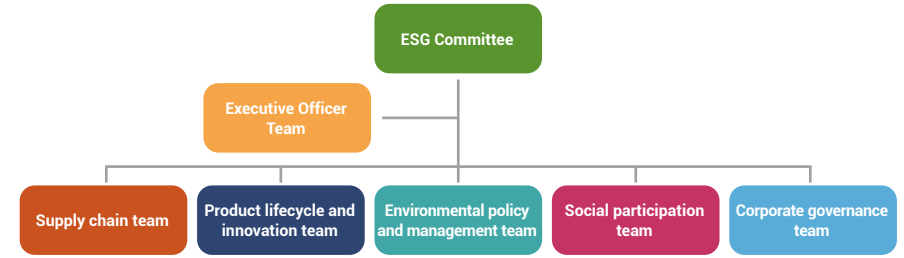 ESG Committee
Executive Officer
Team
Supply chain team
Product lifecycle and
innovation team
Environmental policy
and management team
Social participation
team
Corporate governance
team